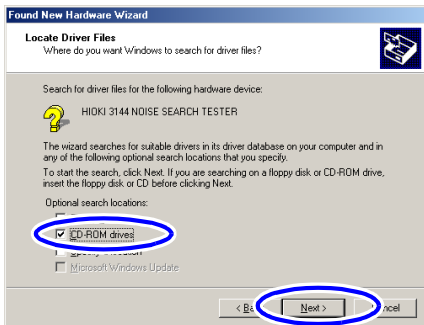 Found New Hardware Wizard
Locate Driver Files
Where do you want Windows to search for driver files?
Search for driver files for the following hardware device:
HIOKI 3144 NOISE SEARCH TESTER
The wizard searches for suitable drivers in its driver database on your computer and in
any of the following optional search locations that you specify.
To start the search, click Next. If you are searching on a floppy disk or CD-ROM drive,
insert the floppy disk or CD before clicking Next.
Optional search locations:
CD-ROM drives
Microsoft Windows Update
Next >